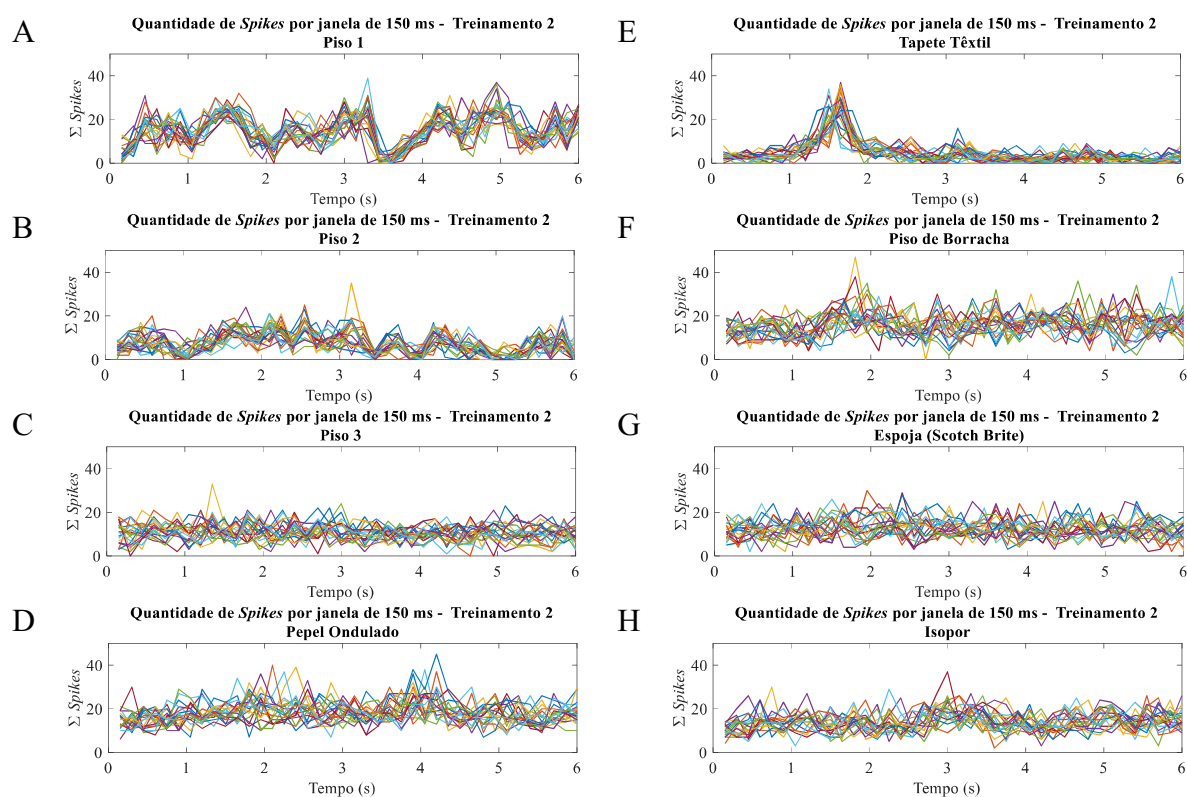 A
Quantidade de Spikes por janela de 150 ms - Treinamento 2
Piso 1
Σ Spikes
40
20
0
0 1 2 3 4 5 6
Tempo (s)
B
Quantidade de Spikes por janela de 150 ms - Treinamento 2
Piso 2
Σ Spikes
40
20
0
0 1 2 3 4 5 6
Tempo (s)
C
Quantidade de Spikes por janela de 150 ms - Treinamento 2
Piso 3
Σ Spikes
40
20
0
0 1 2 3 4 5 6
Tempo (s)
D
Quantidade de Spikes por janela de 150 ms - Treinamento 2
Pepel Ondulado
Σ Spikes
40
20
0
0 1 2 3 4 5 6
Tempo (s)
E
Quantidade de Spikes por janela de 150 ms - Treinamento 2
Tapete Têxtil
Σ Spikes
40
20
0
0 1 2 3 4 5 6
Tempo (s)
F
Quantidade de Spikes por janela de 150 ms - Treinamento 2
Piso de Borracha
Σ Spikes
40
20
0
0 1 2 3 4 5 6
Tempo (s)
G
Quantidade de Spikes por janela de 150 ms - Treinamento 2
Espoja (Scotch Brite)
Σ Spikes
40
20
0
0 1 2 3 4 5 6
Tempo (s)
H
Quantidade de Spikes por janela de 150 ms - Treinamento 2
Isopor
Σ Spikes
40
20
0
0 1 2 3 4 5 6
Tempo (s)